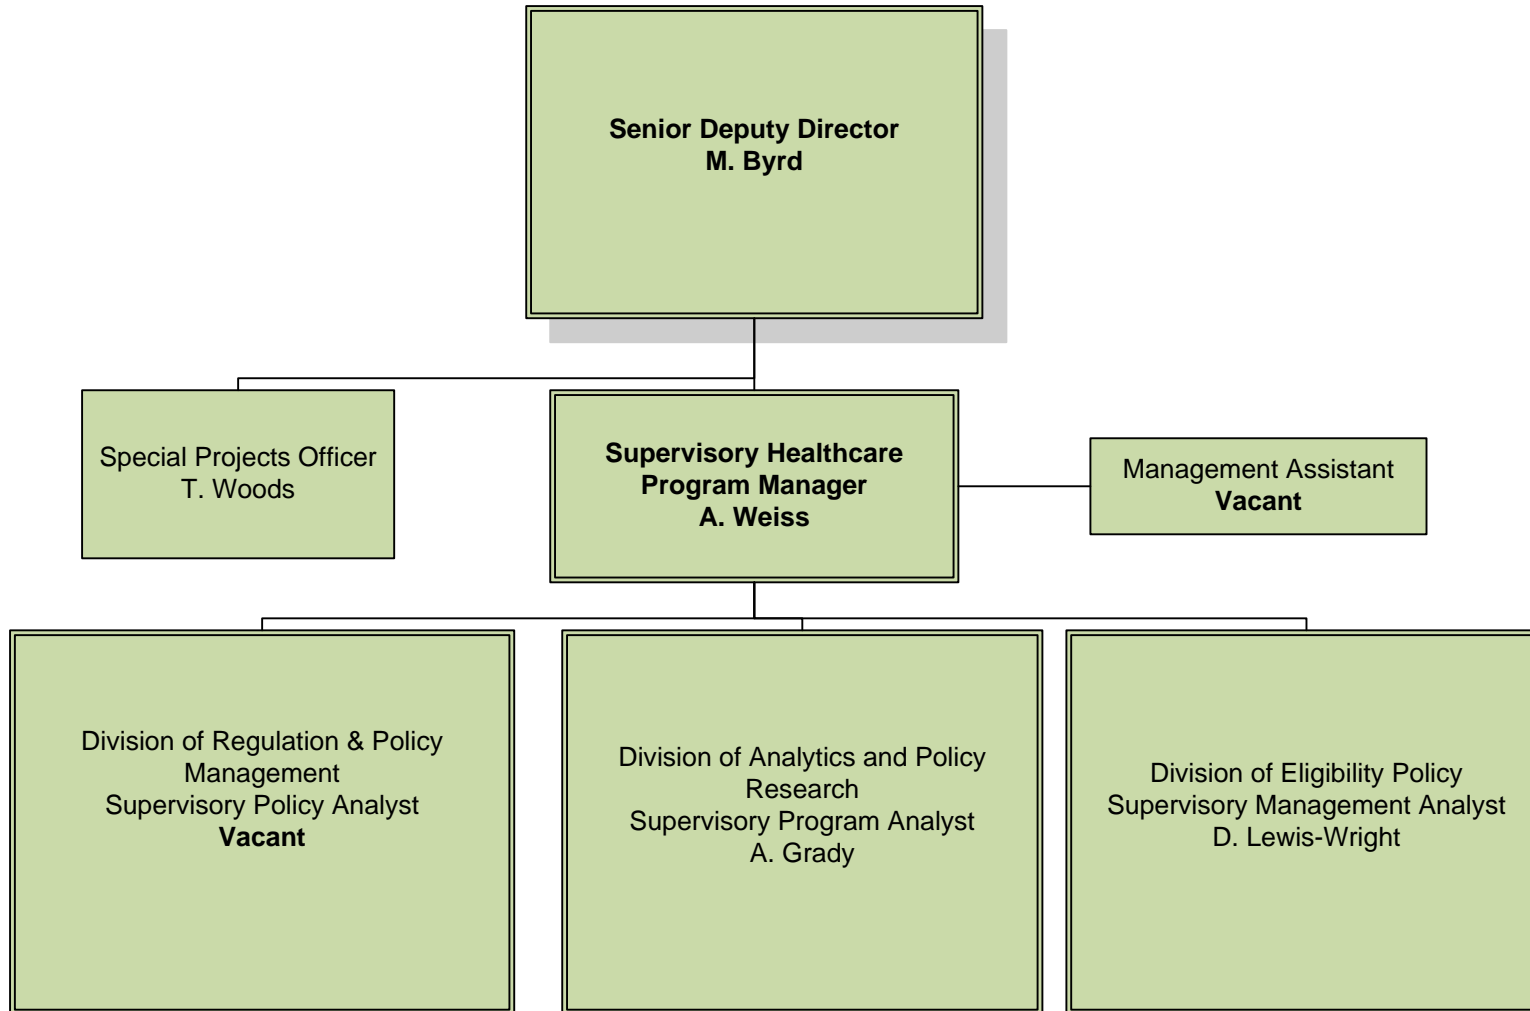 Senior Deputy Director
M. Byrd
Special Projects Officer
T. Woods
Supervisory Healthcare
Program Manager
A. Weiss
Management Assistant
Vacant
Division of Regulation & Policy
Management
Supervisory Policy Analyst
Vacant
Division of Analytics and Policy
Research
Supervisory Program Analyst
A. Grady
Division of Eligibility Policy
Supervisory Management Analyst
D. Lewis-Wright